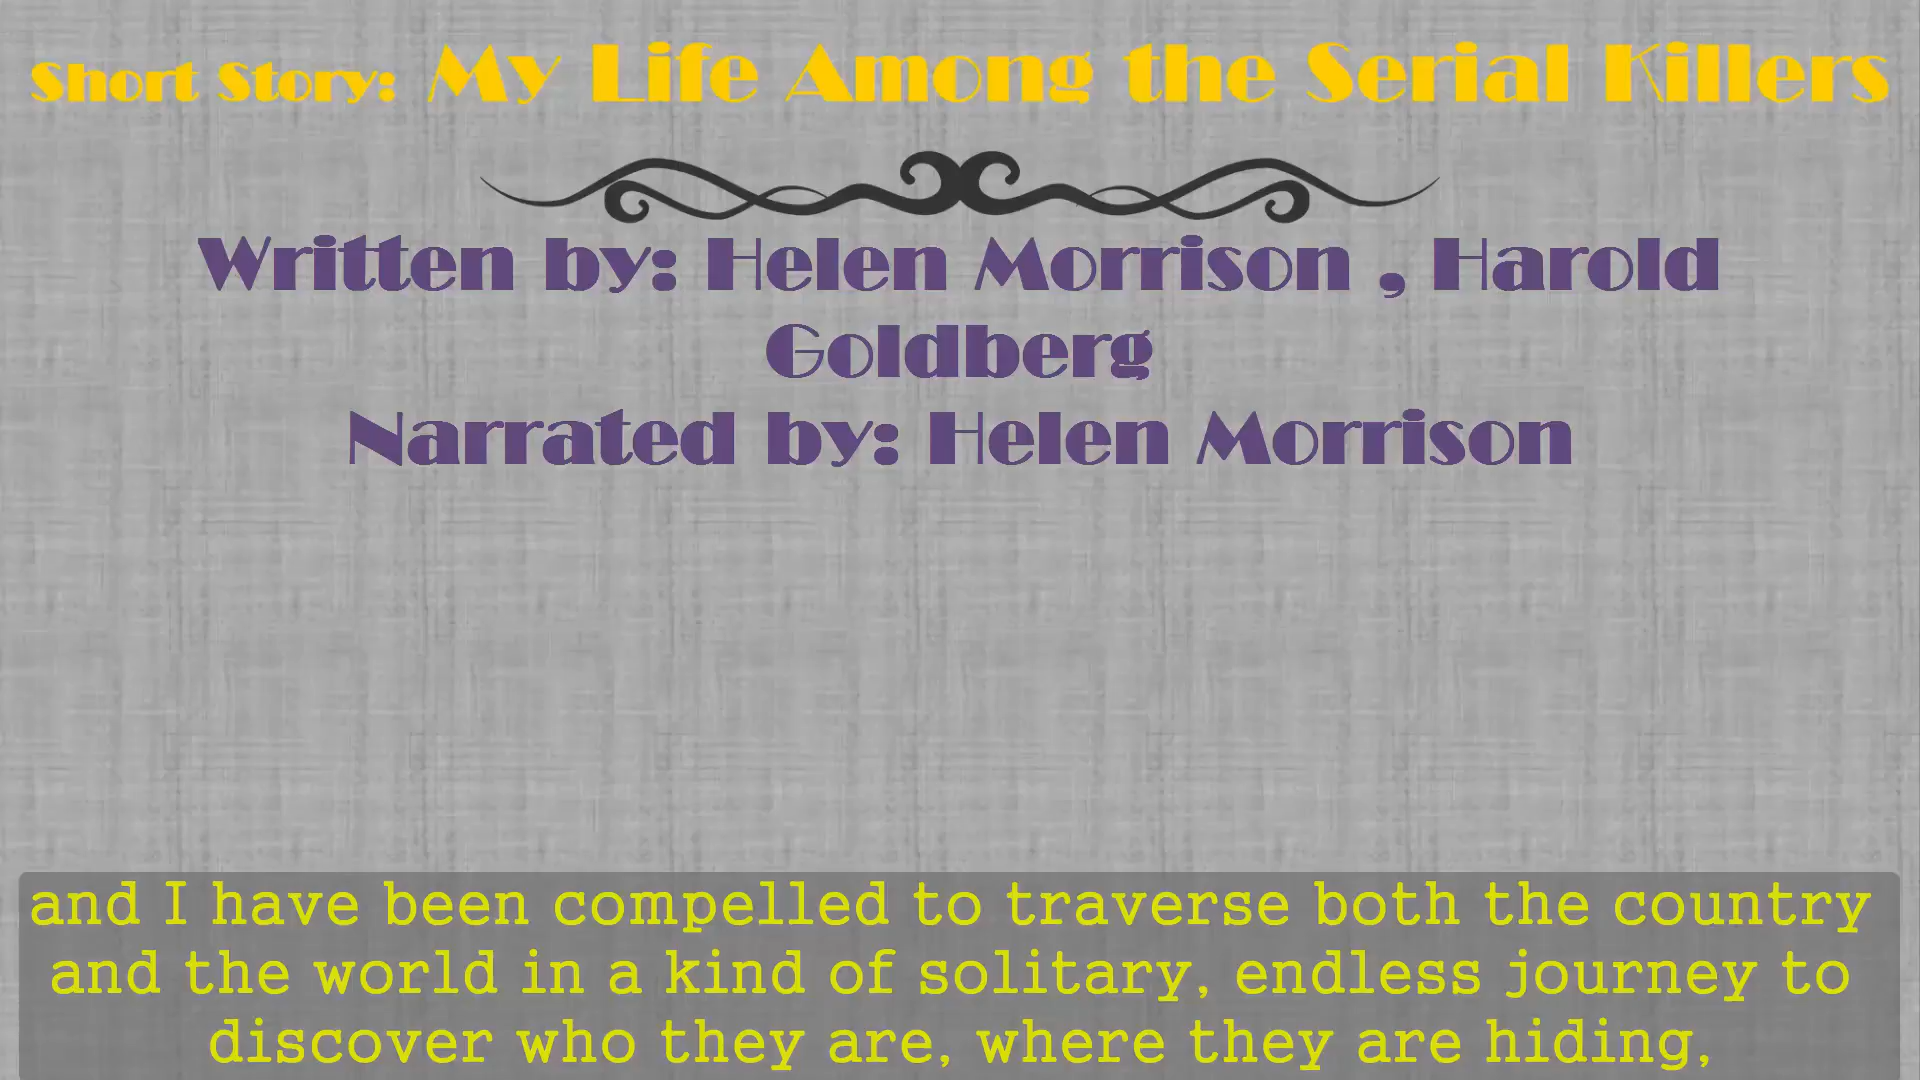 Short Story: My Life Among the Serial Killers
Written by: Helen Morrison , Harold
Goldberg
Narrated by: Helen Morrison
and I have been compelled to traverse both the country
and the world in a kind of solitary, endless journey to
discover who they are, where they are hiding,